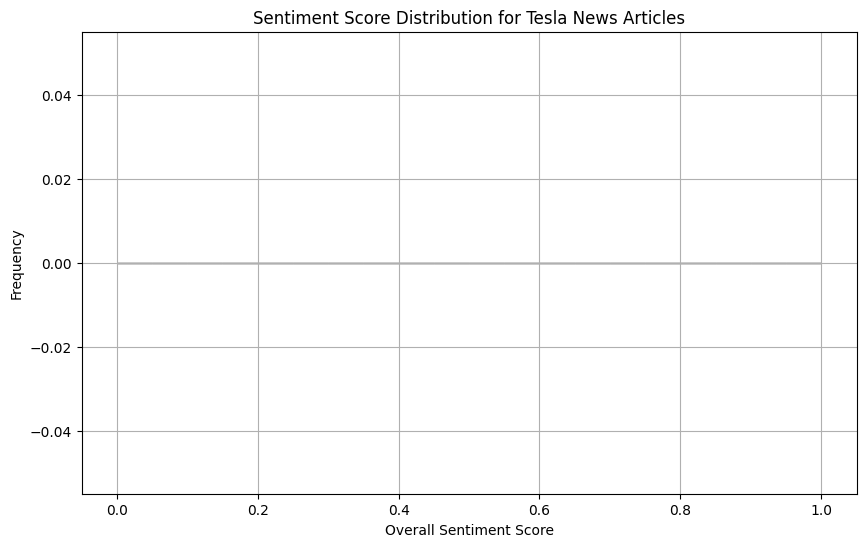 Sentiment Score Distribution for Tesla News Articles
0.04
0.02
0.00
−0.02
−0.04
Frequency
0.0 0.2 0.4 0.6 0.8 1.0
Overall Sentiment Score